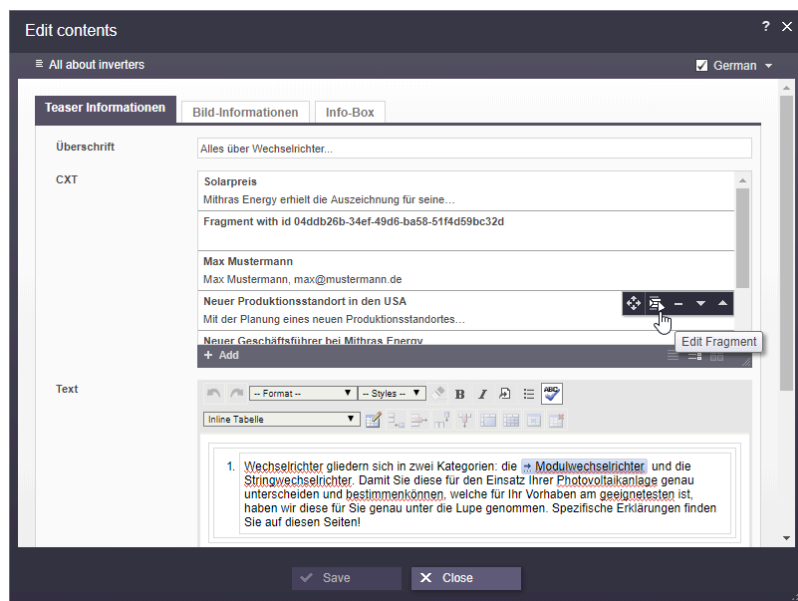 Edit contents ? ×
All about inverters German
Teaser Informationen Bild-Informationen Info-Box
Überschrift Alles über Wechselrichter...
CXT Solarpreis
Mithras Energy erhielt die Auszeichnung für seine...
Fragment with id 04ddb26b-34ef-49d6-ba58-51f4d59bc32d
Max Mustermann
Max Mustermann, max@mustermann.de
Neuer Produktionsstandort in den USA
Mit der Planung eines neuen Produktionsstandortes...
Edit Fragment
Neuer Geschäftsführer bei Mithras Energy
+ Add
Text -- Format -- -- Styles -- B I ABC
Inline Tabelle
1. Wechselrichter gliedern sich in zwei Kategorien: die Modulwechselrichter und die
Stringwechselrichter. Damit Sie diese für den Einsatz Ihrer Photovoltaikanlage genau
unterscheiden und bestimmenkönnen, welche für Ihr Vorhaben am geeignetesten ist,
haben wir diese für Sie genau unter die Lupe genommen. Spezifische Erklärungen finden
Sie auf diesen Seiten!
Save X Close